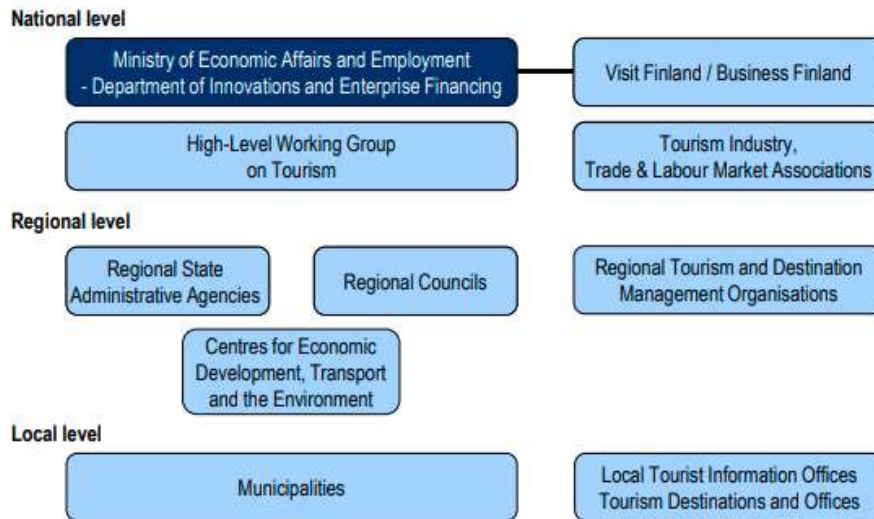 National level
Ministry of Economic Affairs and Employment
- Department of Innovations and Enterprise Financing
Visit Finland / Business Finland
High-Level Working Group
on Tourism
Tourism Industry,
Trade & Labour Market Associations
Regional level
Regional State
Administrative Agencies
Regional Councils
Regional Tourism and Destination
Management Organisations
Centres for Economic
Development, Transport
and the Environment
Local level
Municipalities
Local Tourist Information Offices
Tourism Destinations and Offices